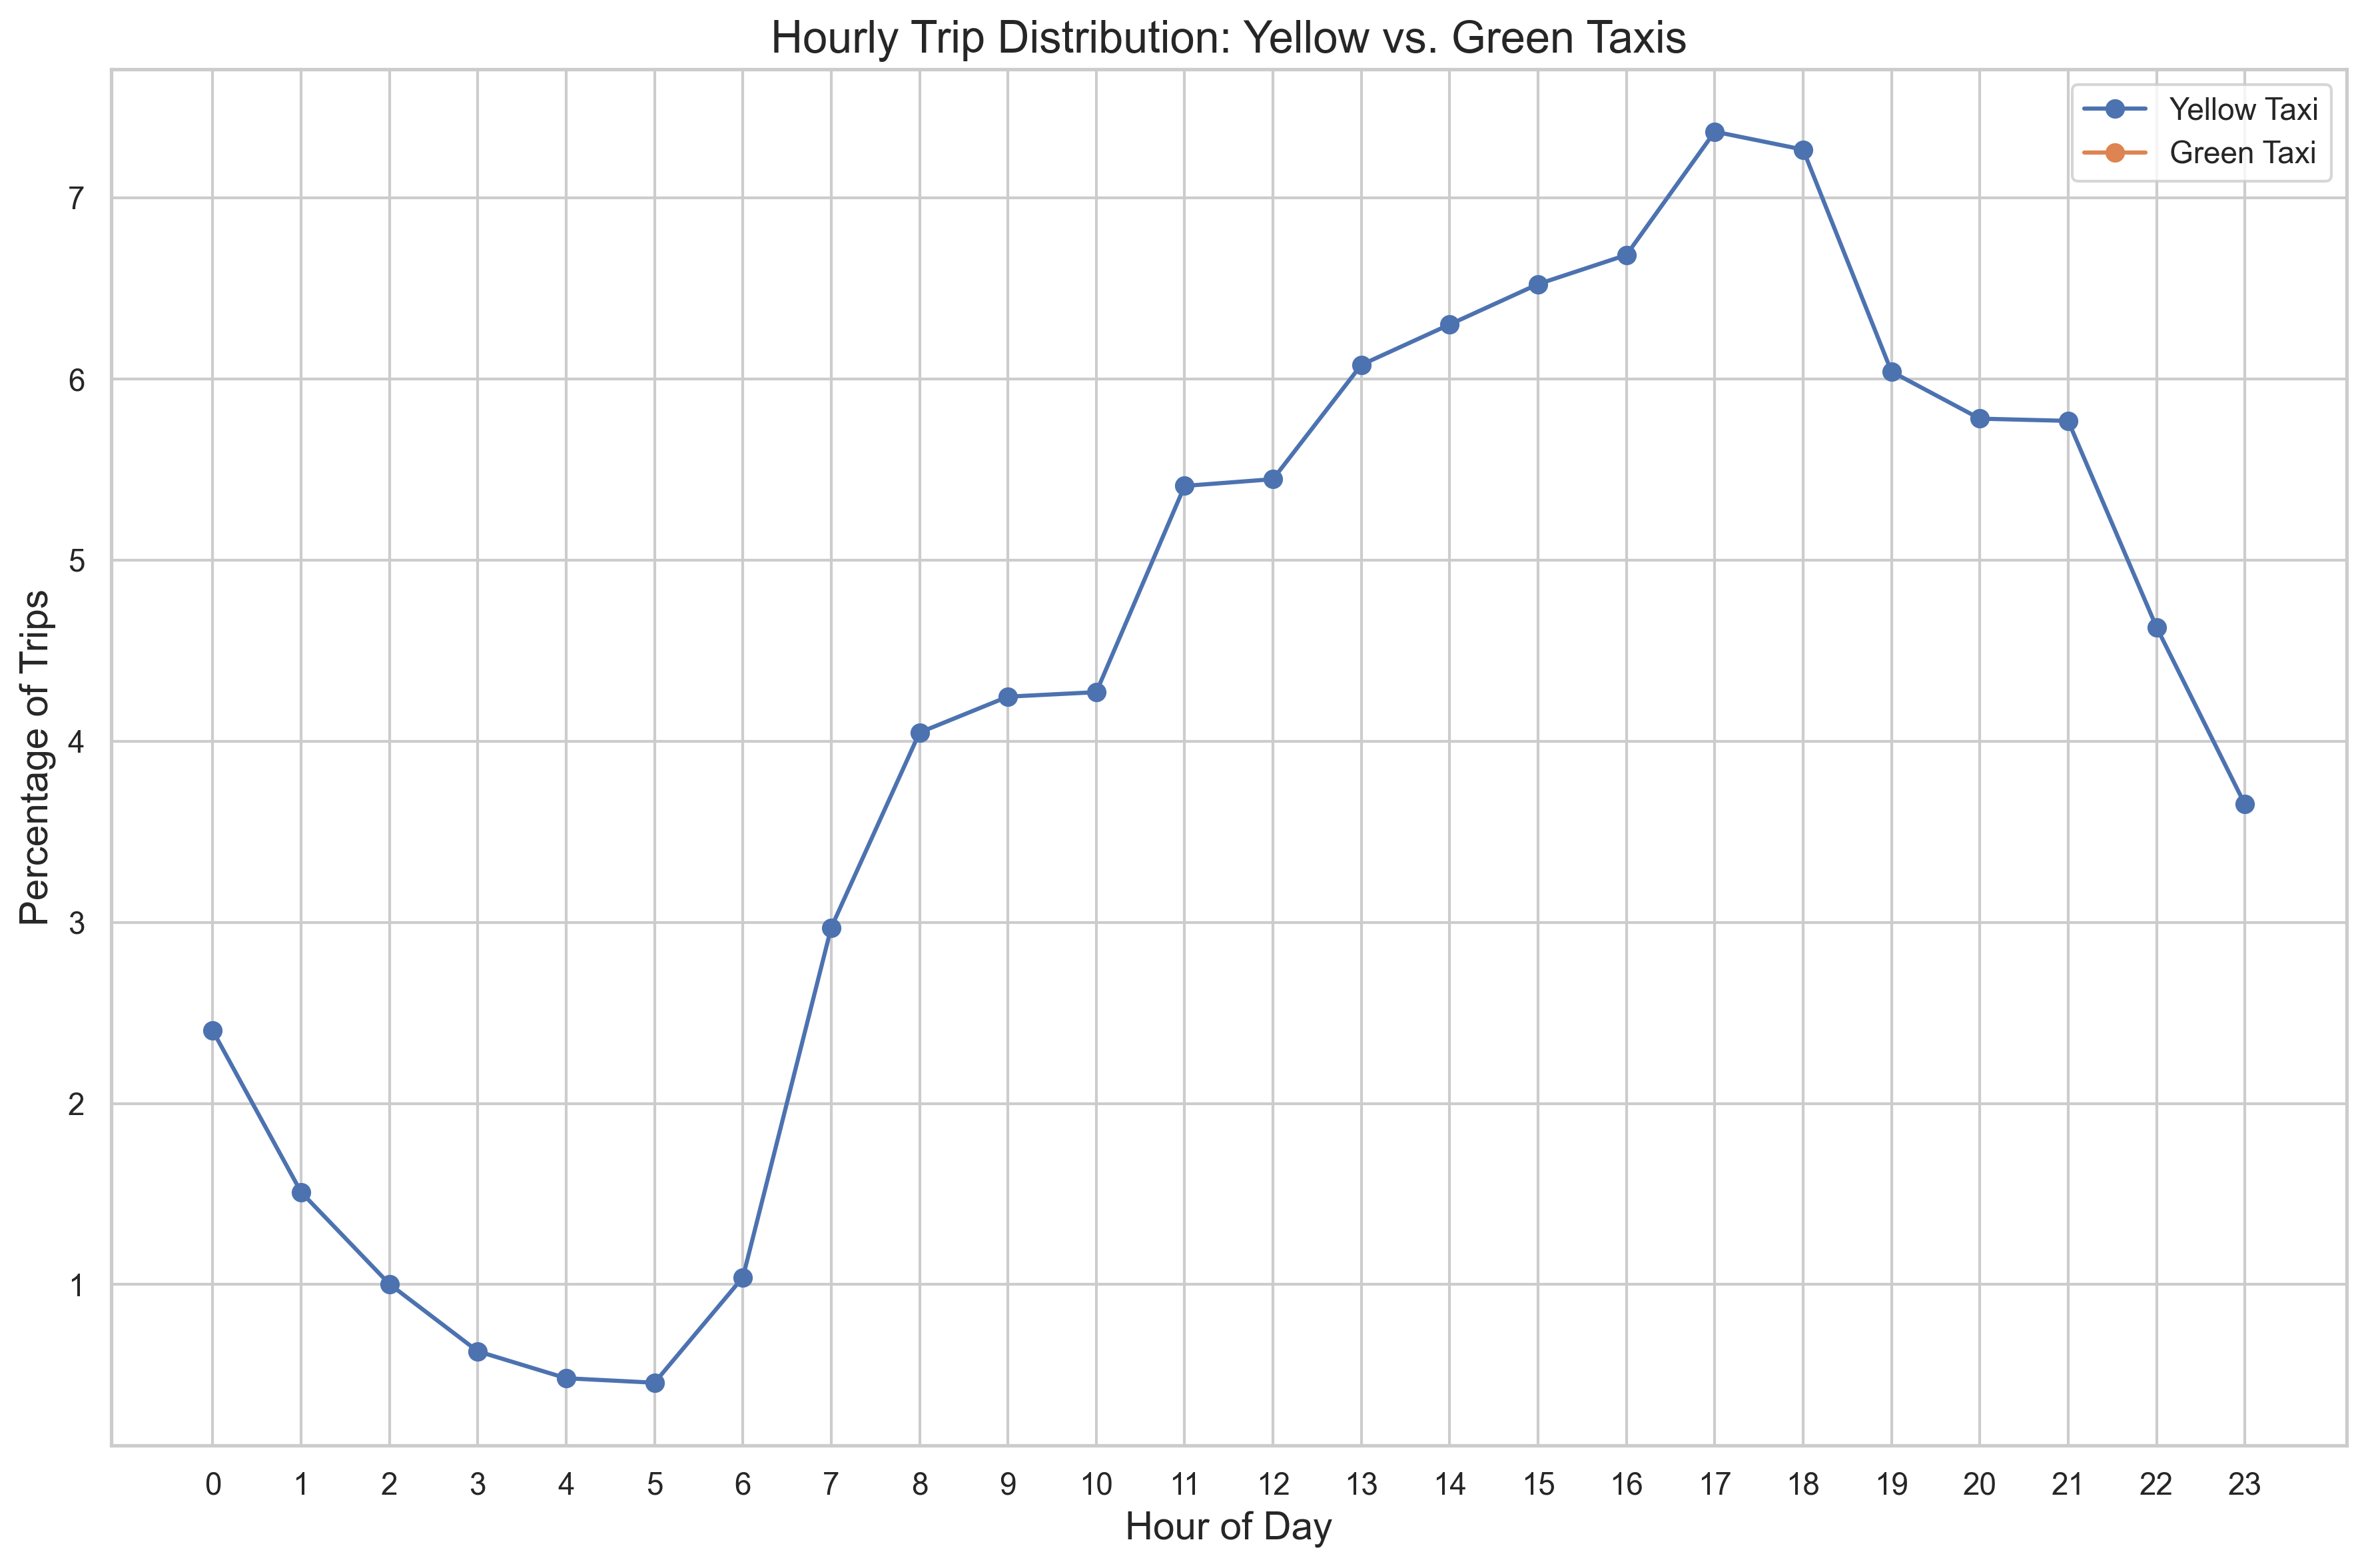 Hourly Trip Distribution: Yellow vs. Green Taxis
Yellow Taxi
Green Taxi
Percentage of Trips
7
6
5
4
3
2
1
0 1 2 3 4 5 6 7 8 9 10 11 12 13 14 15 16 17 18 19 20 21 22 23
Hour of Day